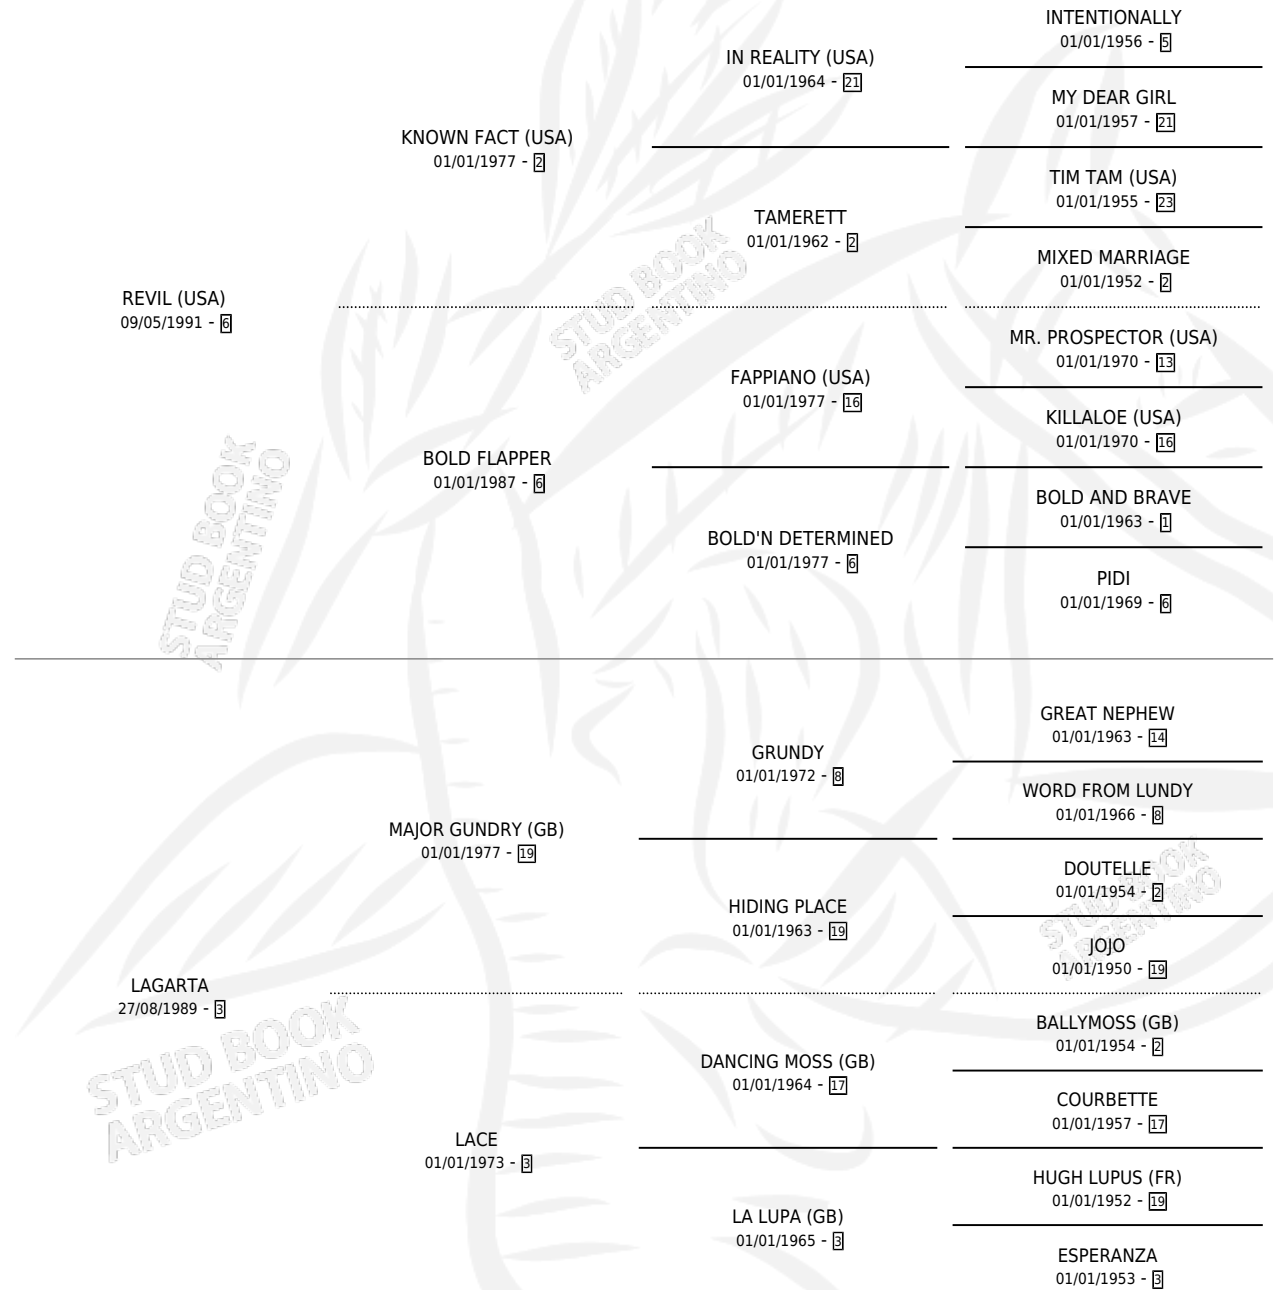 INTENTIONALLY
01/01/1956 - 5
IN REALITY (USA)
01/01/1964 - 21
MY DEAR GIRL
01/01/1957 - 21
KNOWN FACT (USA)
01/01/1977 - 2
TIM TAM (USA)
01/01/1955 - 23
TAMERETT
01/01/1962 - 2
MIXED MARRIAGE
01/01/1952 - 2
REVIL (USA)
09/05/1991 - 6
MR. PROSPECTOR (USA)
01/01/1970 - 13
FAPPIANO (USA)
01/01/1977 - 16
KILLALOE (USA)
01/01/1970 - 16
BOLD FLAPPER
01/01/1987 - 6
BOLD AND BRAVE
01/01/1963 - 1
BOLD'N DETERMINED
01/01/1977 - 6
PIDI
01/01/1969 - 6
STUD BOOK
ARGENTINO
STUD BOOK
ARGENTINO
GREAT NEPHEW
01/01/1963 - 14
GRUNDY
01/01/1972 - 8
WORD FROM LUNDY
01/01/1966 - 8
MAJOR GUNDRY (GB)
01/01/1977 - 19
DOUTELLE
01/01/1954 - 2
HIDING PLACE
01/01/1963 - 19
JOJO
01/01/1950 - 19
LAGARTA
27/08/1989 - 3
BALLYMOSS (GB)
01/01/1954 - 2
DANCING MOSS (GB)
01/01/1964 - 17
COURBETTE
01/01/1957 - 17
LACE
01/01/1973 - 3
HUGH LUPUS (FR)
01/01/1952 - 19
LA LUPA (GB)
01/01/1965 - 3
ESPERANZA
01/01/1953 - 3
STUD BOOK
ARGENTINO
STUD BOOK
ARGENTINO